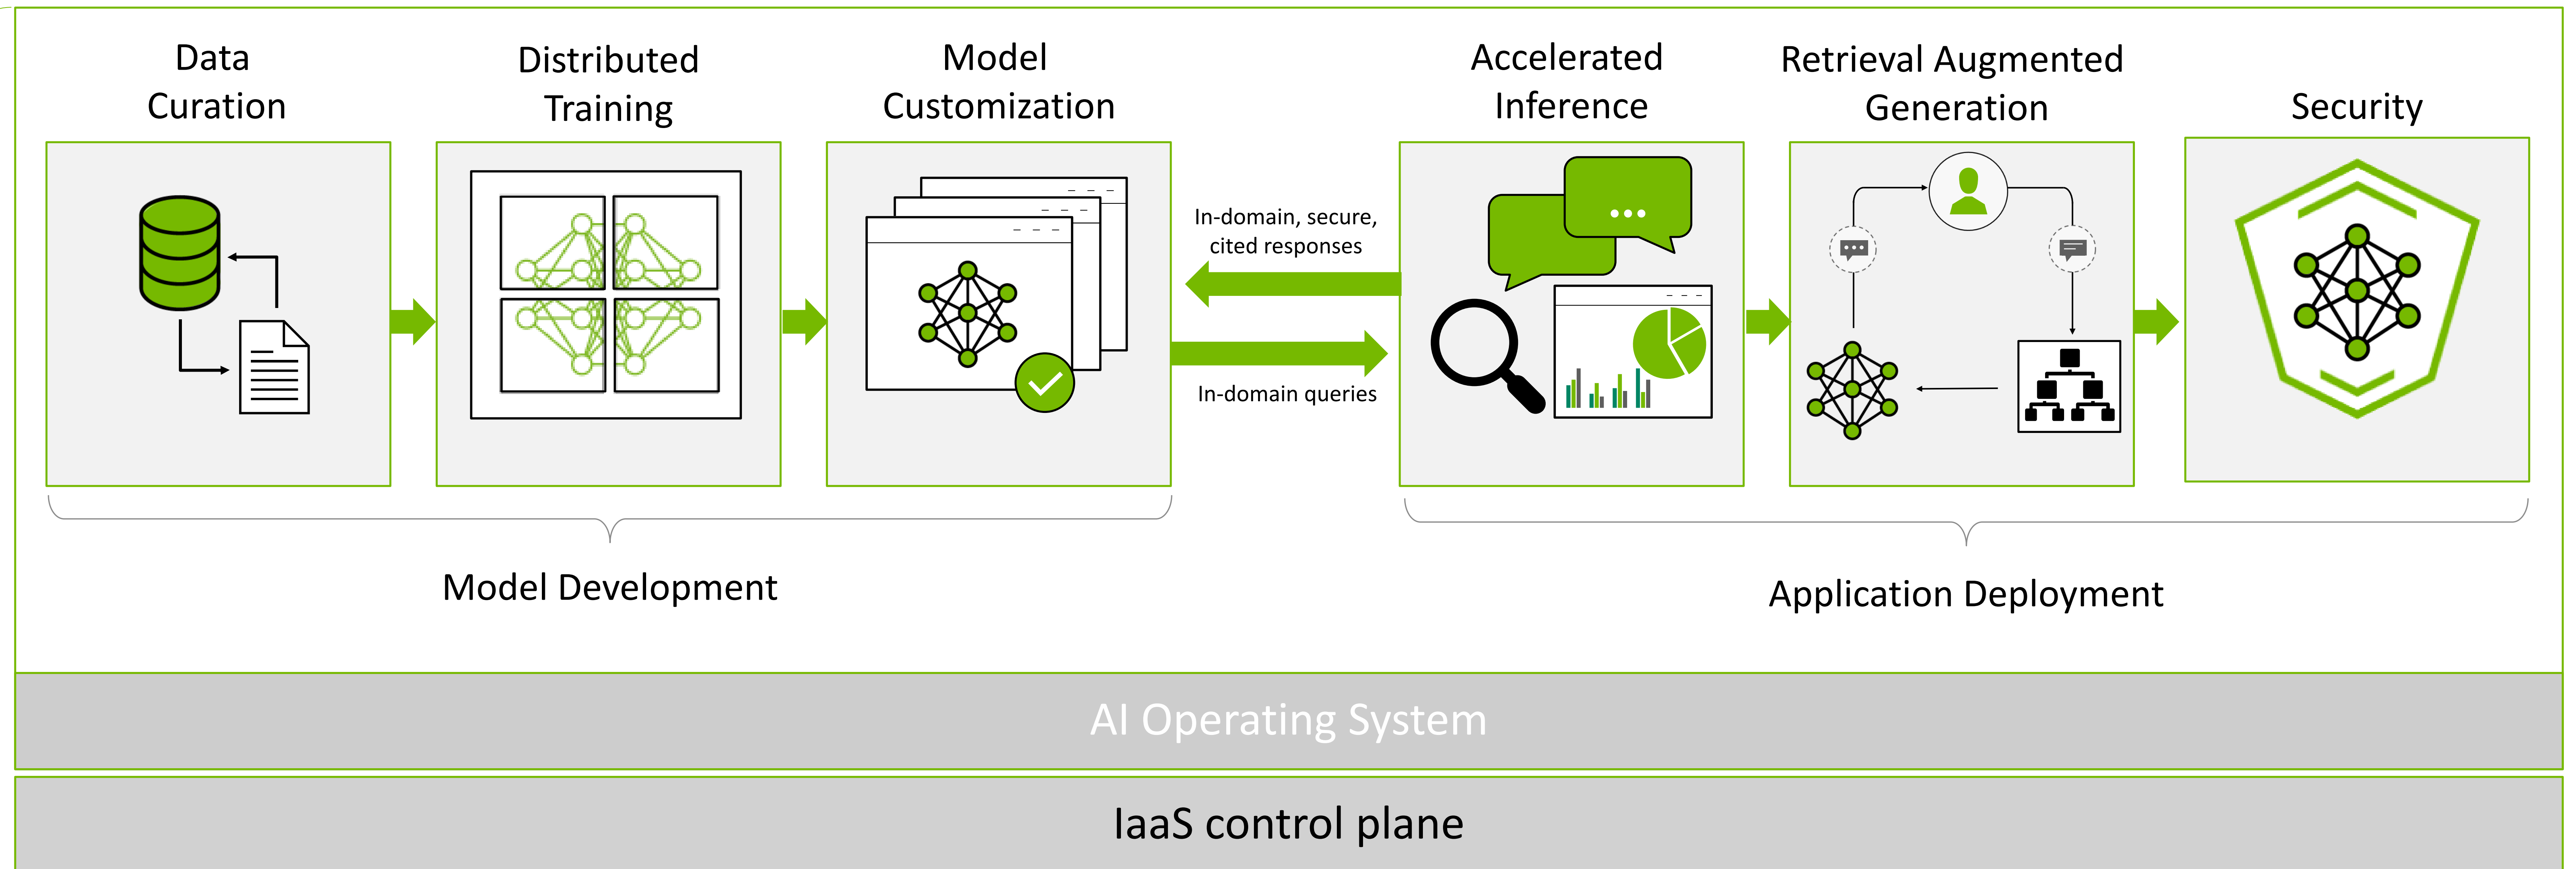 Data
Curation
Distributed
Training
Model
Customization
Accelerated
Inference
Retrieval Augmented
Generation
Security
In-domain, secure,
cited responses
In-domain queries
Model Development
Application Deployment
AI Operating System
IaaS control plane